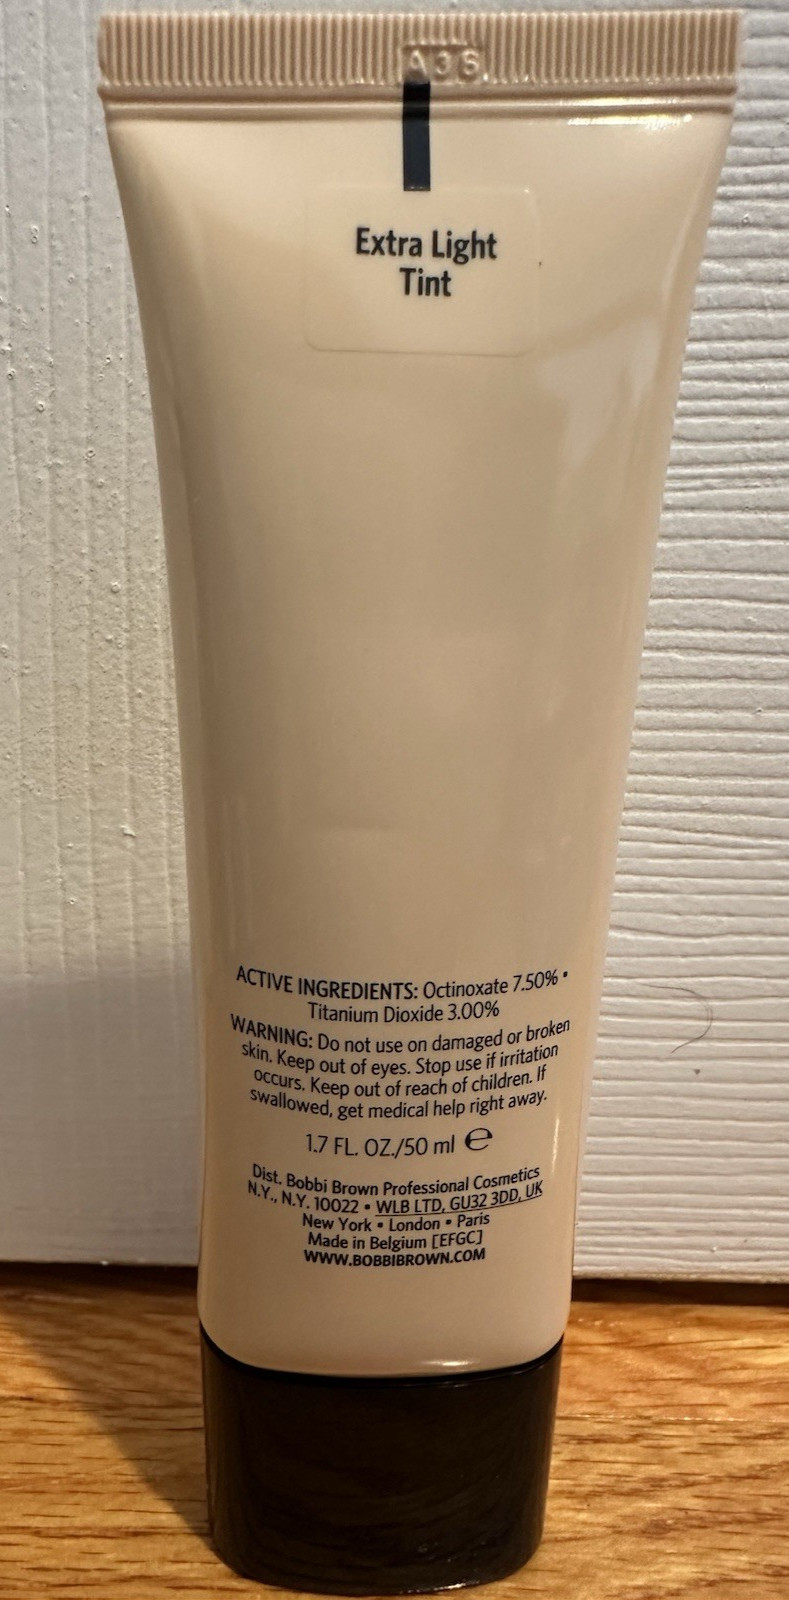 A36
Extra Light
Tint
ACTIVE INGREDIENTS: Octinoxate 7.50% •
Titanium Dioxide 3.00%
WARNING: Do not use on damaged or broken
skin. Keep out of eyes. Stop use if irritation
occurs. Keep out of reach of children. If
swallowed, get medical help right away.
1.7 FL. OZ./50 ml ℮
Dist. Bobbi Brown Professional Cosmetics
N.Y., N.Y. 10022 • WLB LTD, GU32 3DD, UK
New York • London • Paris
Made in Belgium [EFGC]
WWW.BOBBIBROWN.COM